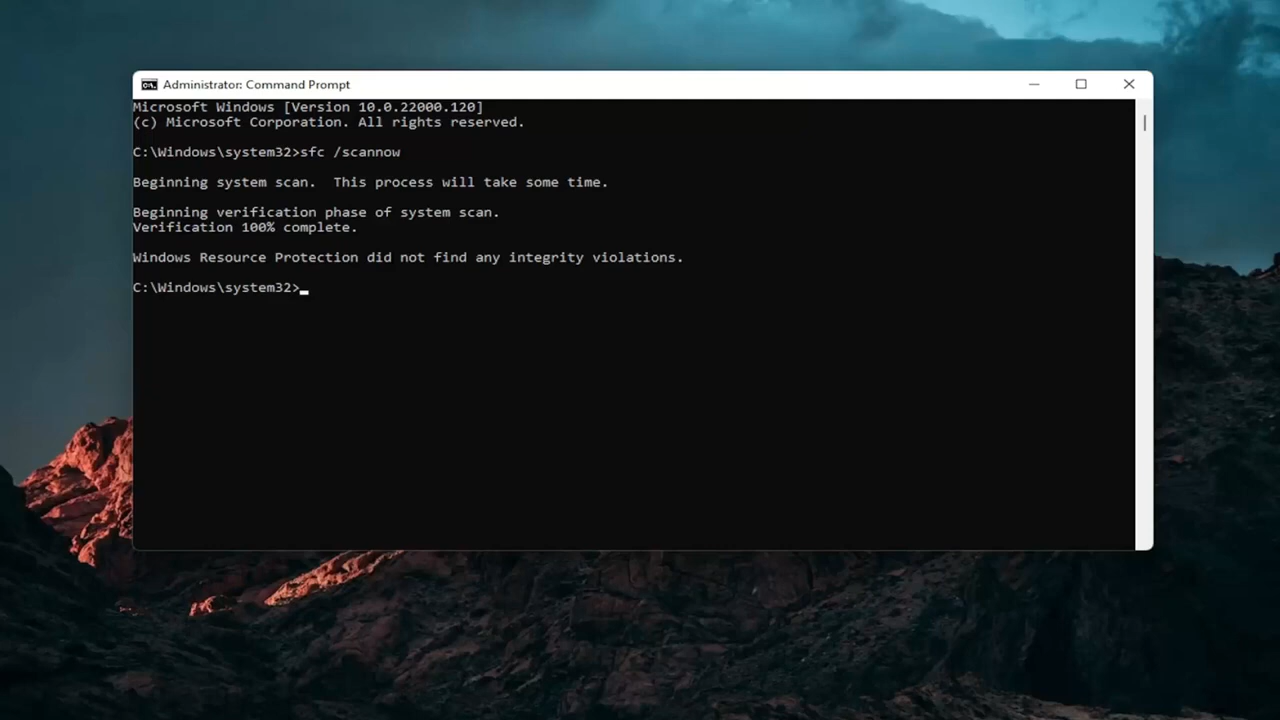 Administrator: Command Prompt
Microsoft Windows [Version 10.0.22000.120]
(c) Microsoft Corporation. All rights reserved.
C:\Windows\system32>sfc /scannow
Beginning system scan.  This process will take some time.
Beginning verification phase of system scan.
Verification 100% complete.
Windows Resource Protection did not find any integrity violations.
C:\Windows\system32>